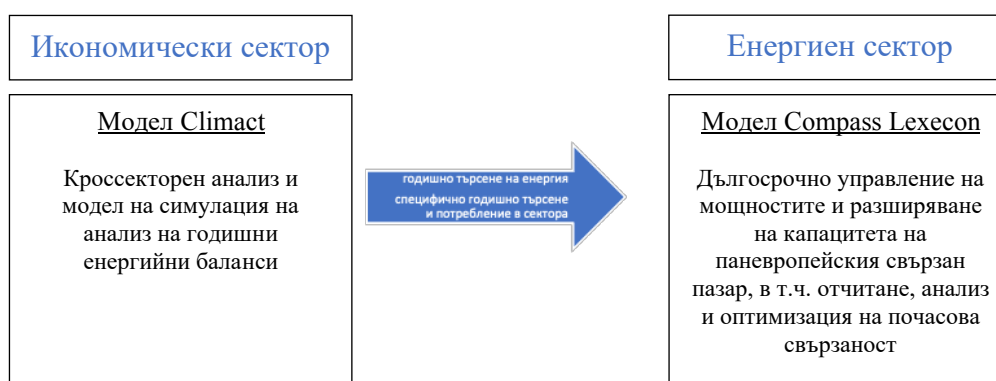 Икономически сектор
Енергиен сектор
Модел Climact
Кроссекторен анализ и
модел на симулация на
анализ на годишни
енергийни баланси
годишно търсене на енергия
специфично годишно търсене
и потребление в сектора
Модел Compass Lexecon
Дългосрочно управление на
мощностите и разширяване
на капацитета на
паневропейския свързан
пазар, в т.ч. отчитане, анализ
и оптимизация на почасова
свързаност